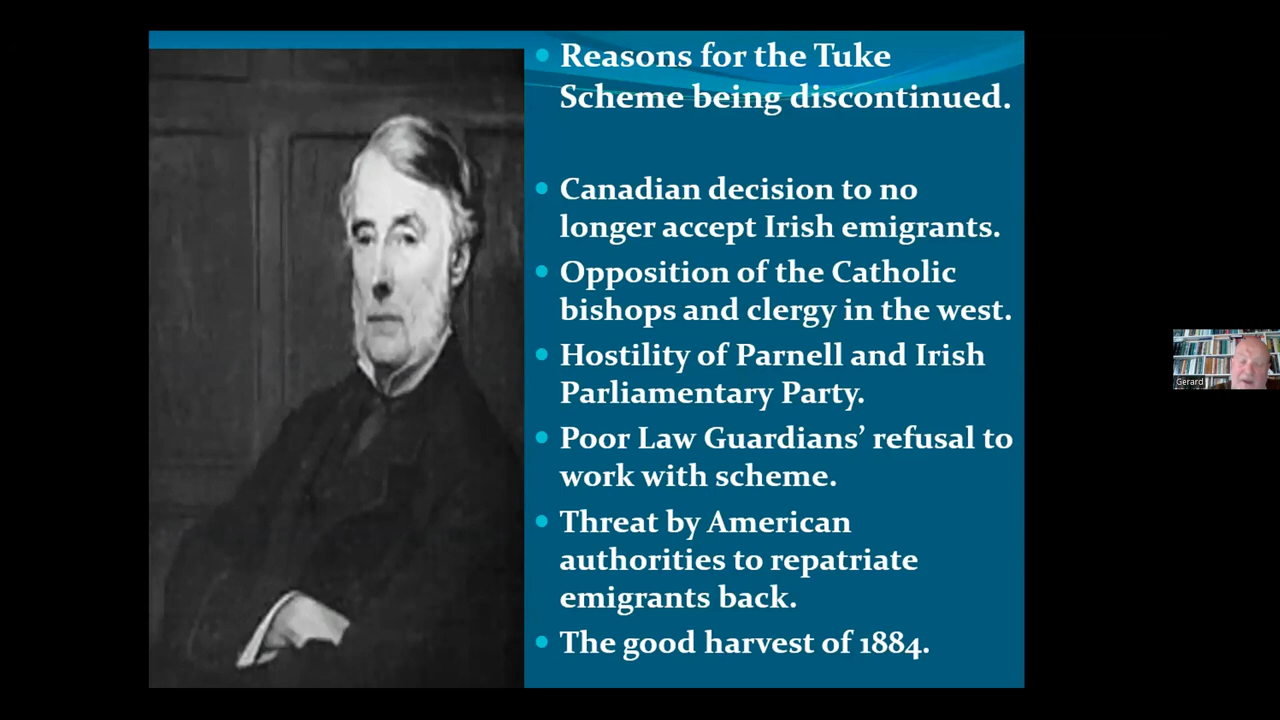 Reasons for the Tuke
Scheme being discontinued.
Canadian decision to no
longer accept Irish emigrants.
Opposition of the Catholic
bishops and clergy in the west.
Hostility of Parnell and Irish
Parliamentary Party.
Poor Law Guardians’ refusal to
work with scheme.
Threat by American
authorities to repatriate
emigrants back.
The good harvest of 1884.
Gerard